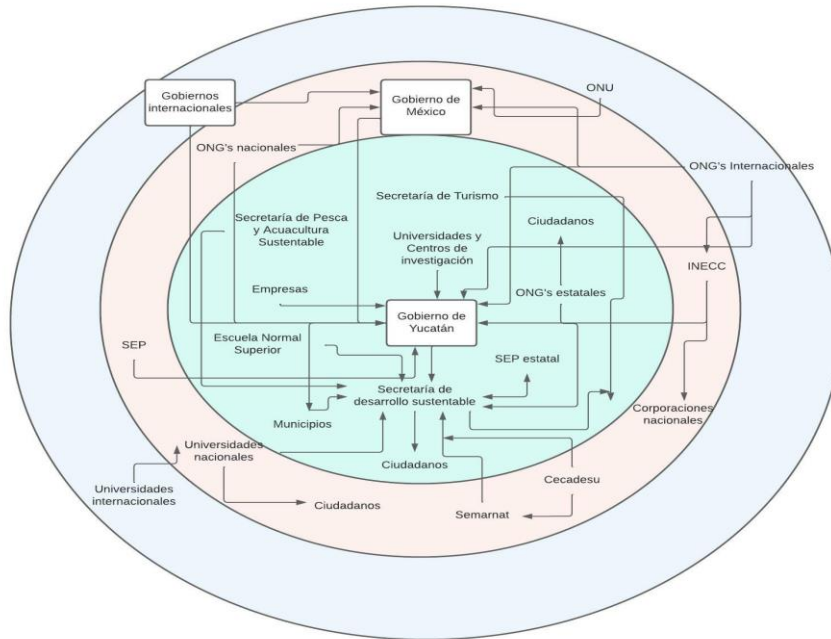 Gobiernos
internacionales
Gobierno de
México
ONU
ONG's nacionales
ONG's Internacionales
Secretaría de Turismo
Secretaría de Pesca
y Acuacultura
Sustentable
Ciudadanos
Universidades y
Centros de
investigación
INECC
Empresas
ONG's estatales
Gobierno de
Yucatán
SEP
Escuela Normal
Superior
SEP estatal
Secretaría de
desarrollo sustentable
Corporaciones
nacionales
Municipios
Universidades
nacionales
Ciudadanos
Universidades
internacionales
Cecadesu
Ciudadanos
Semarnat